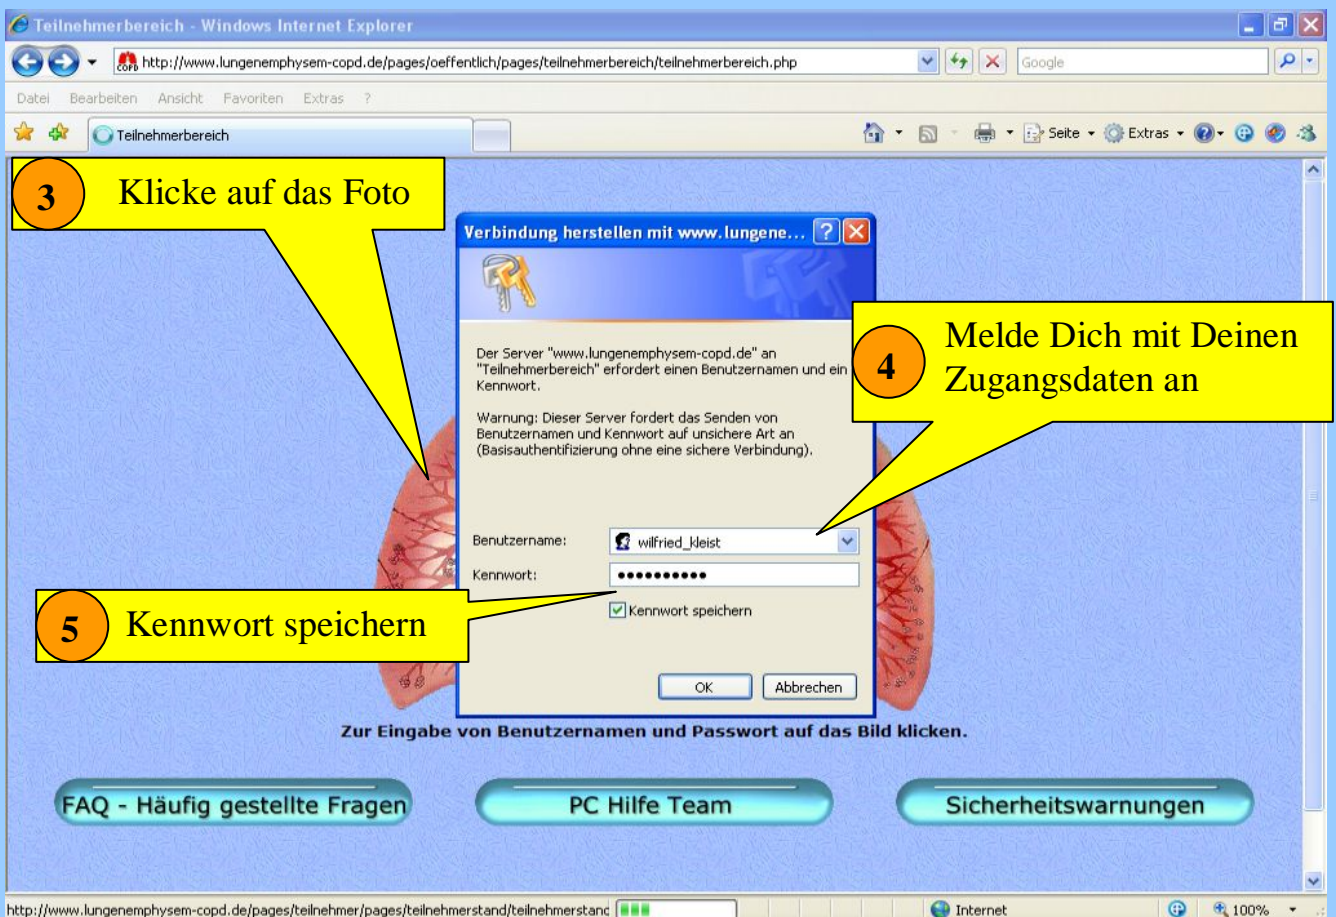 Teilnehmerbereich - Windows Internet Explorer
COPD http://www.lungenemphysem-copd.de/pages/oeffentlich/pages/teilnehmerbereich/teilnehmerbereich.php
Google
Datei Bearbeiten Ansicht Favoriten Extras ?
Teilnehmerbereich
Seite Extras
3 Klicke auf das Foto
Verbindung herstellen mit www.lungene... ?
4 Melde Dich mit Deinen
Zugangsdaten an
Der Server "www.lungenemphysem-copd.de" an
"Teilnehmerbereich" erfordert einen Benutzernamen und ein
Kennwort.
Warnung: Dieser Server fordert das Senden von
Benutzernamen und Kennwort auf unsichere Art an
(Basisauthentifizierung ohne eine sichere Verbindung).
Benutzername: wilfried_kleist
Kennwort: ●●●●●●●●●●
Kennwort speichern
5 Kennwort speichern
OK Abbrechen
Zur Eingabe von Benutzernamen und Passwort auf das Bild klicken.
FAQ - Häufig gestellte Fragen
PC Hilfe Team
Sicherheitswarnungen
http://www.lungenemphysem-copd.de/pages/teilnehmer/pages/teilnehmerstand/teilnehmerstand
Internet
100%